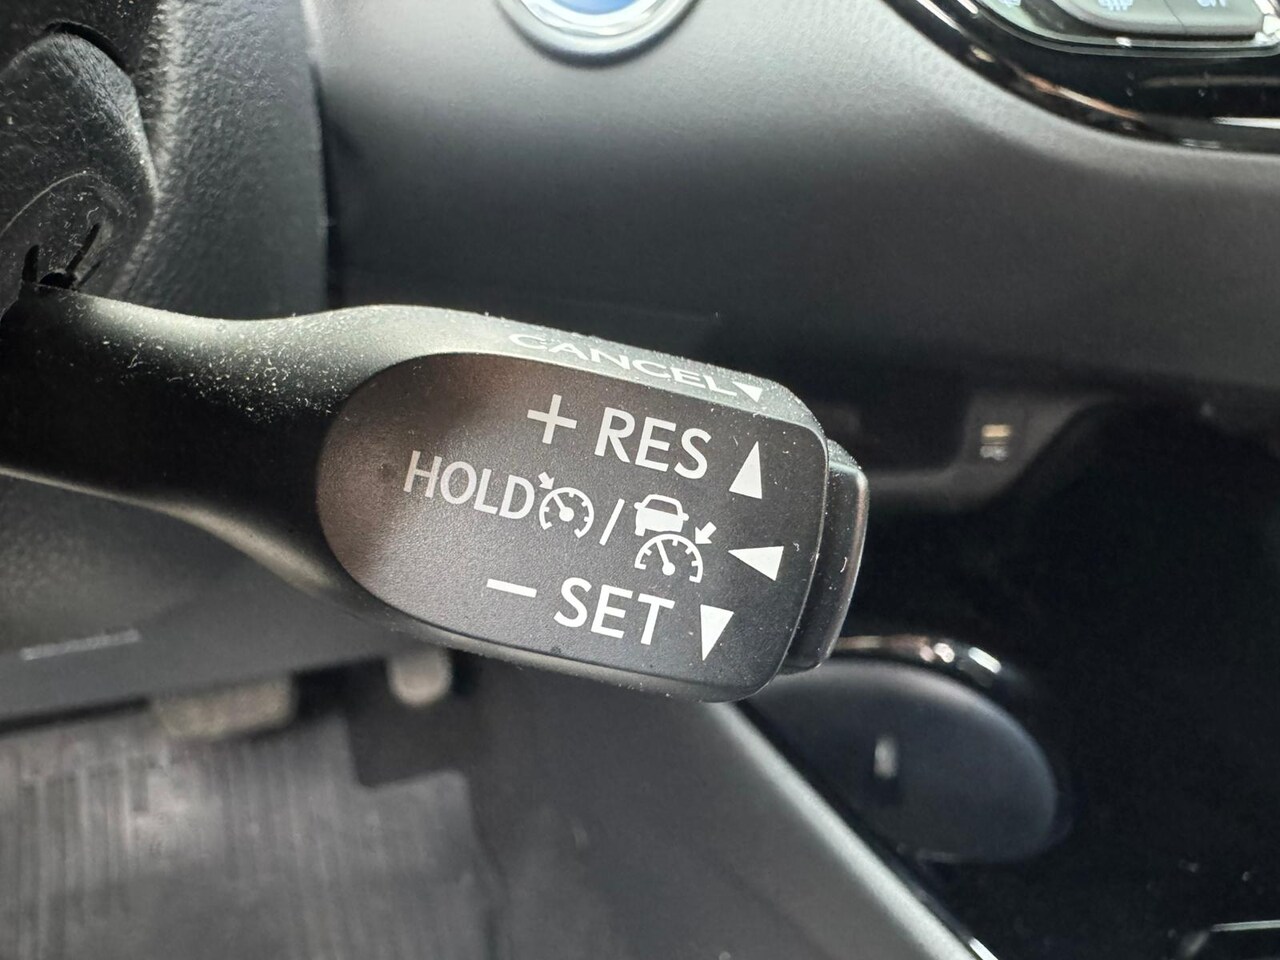 CANCEL▼
+ RES ▲
HOLD / ◀
− SET ▼